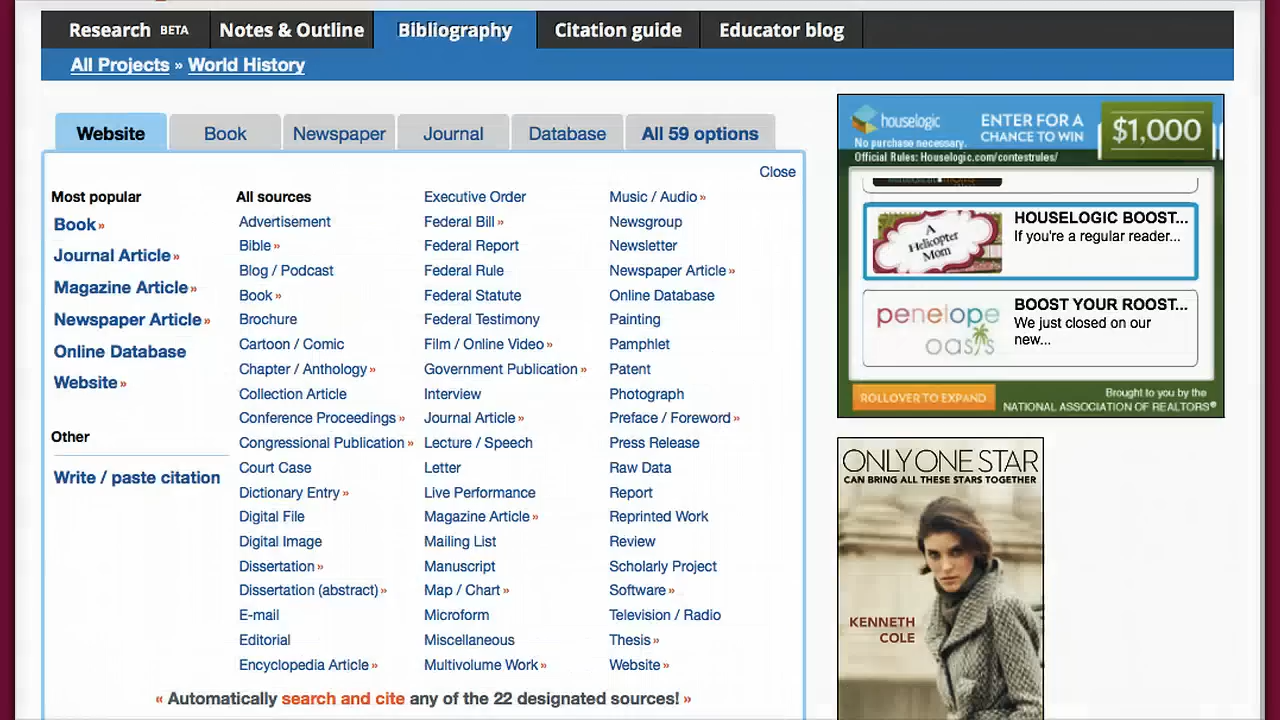 Research BETA
Notes & Outline
Bibliography
Citation guide
Educator blog
All Projects » World History
Website
Book
Newspaper
Journal
Database
All 59 options
Close
Most popular
Book »
Journal Article »
Magazine Article »
Newspaper Article »
Online Database
Website »
Other
Write / paste citation
All sources
Advertisement
Bible »
Blog / Podcast
Book »
Brochure
Cartoon / Comic
Chapter / Anthology »
Collection Article
Conference Proceedings »
Congressional Publication »
Court Case
Dictionary Entry »
Digital File
Digital Image
Dissertation »
Dissertation (abstract) »
E-mail
Editorial
Encyclopedia Article »
Executive Order
Federal Bill »
Federal Report
Federal Rule
Federal Statute
Federal Testimony
Film / Online Video »
Government Publication »
Interview
Journal Article »
Lecture / Speech
Letter
Live Performance
Magazine Article »
Mailing List
Manuscript
Map / Chart »
Microform
Miscellaneous
Multivolume Work »
Music / Audio »
Newsgroup
Newsletter
Newspaper Article »
Online Database
Painting
Pamphlet
Patent
Photograph
Preface / Foreword »
Press Release
Raw Data
Report
Reprinted Work
Review
Scholarly Project
Software »
Television / Radio
Thesis »
Website »
« Automatically search and cite any of the 22 designated sources! »
houselogic
No purchase necessary.
Official Rules: Houselogic.com/contestrules/
ENTER FOR A
CHANCE TO WIN
$1,000
A
Helicopter
Mom
HOUSELOGIC BOOST...
If you're a regular reader...
penelope
oasis
BOOST YOUR ROOST...
We just closed on our
new...
ROLLOVER TO EXPAND
Brought to you by the
NATIONAL ASSOCIATION OF REALTORS®
ONLY ONE STAR
CAN BRING ALL THESE STARS TOGETHER
KENNETH
COLE